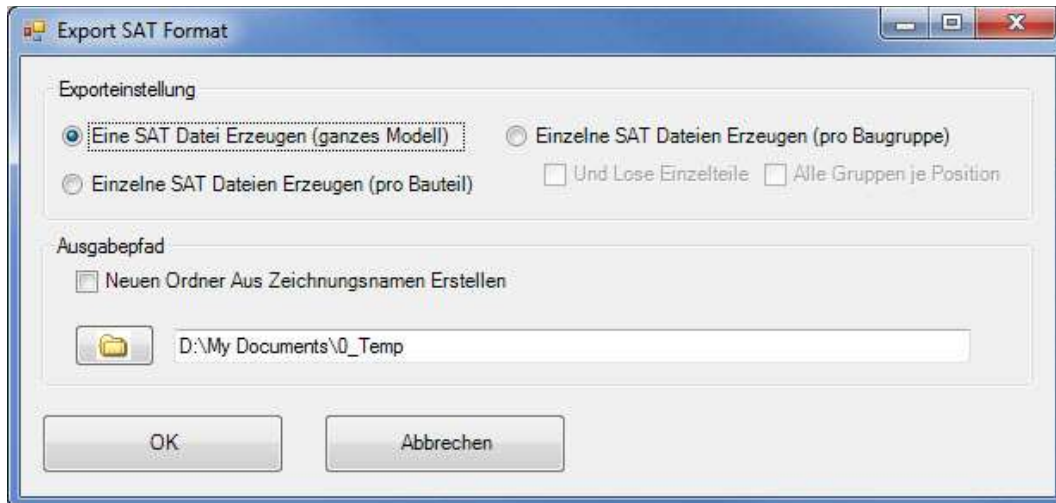 Export SAT Format
Exporteinstellung
Eine SAT Datei Erzeugen (ganzes Modell)
Einzelne SAT Dateien Erzeugen (pro Baugruppe)
Einzelne SAT Dateien Erzeugen (pro Bauteil)
Und Lose Einzelteile
Alle Gruppen je Position
Ausgabepfad
Neuen Ordner Aus Zeichnungsnamen Erstellen
D:\My Documents\0_Temp
OK
Abbrechen